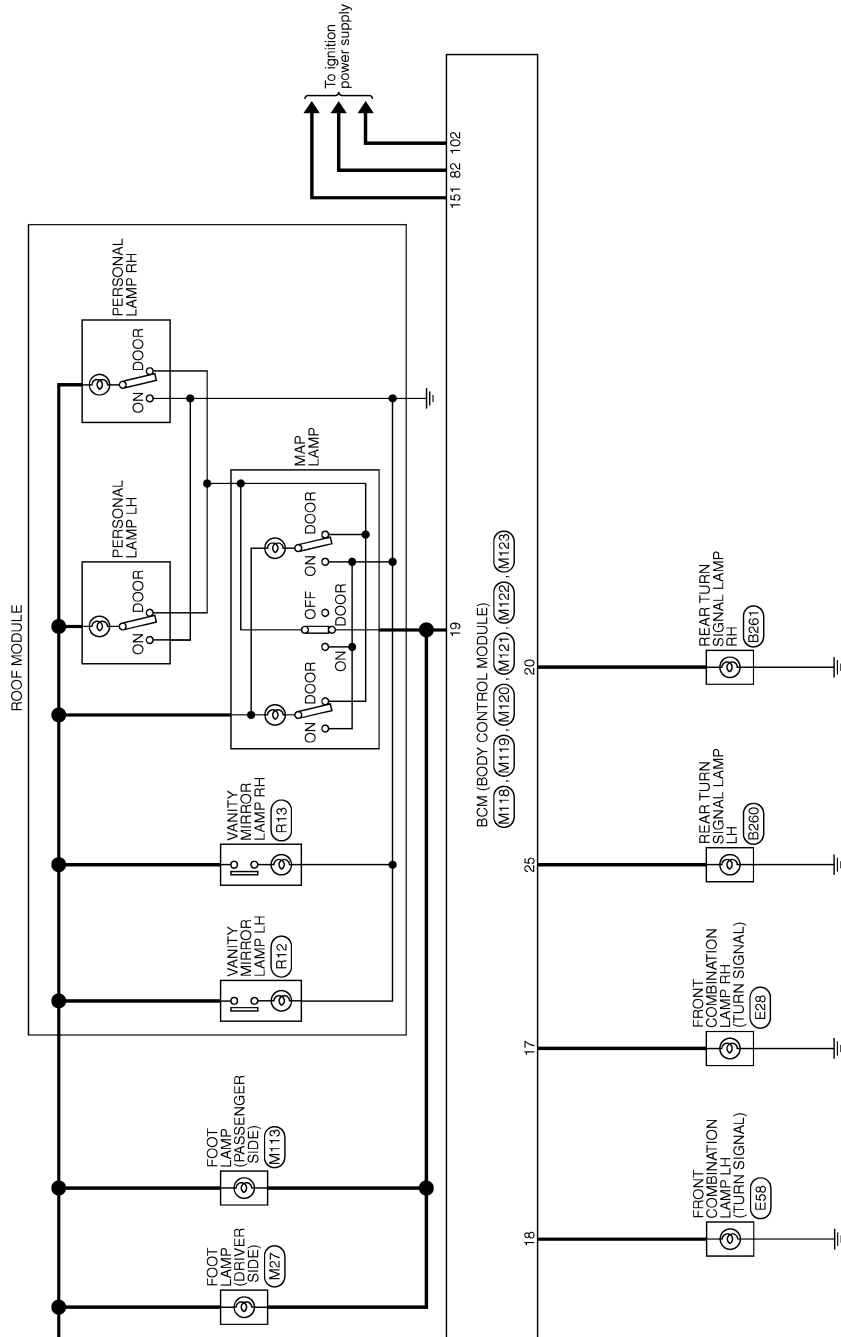 ROOF MODULE
FOOT
LAMP
(DRIVER
SIDE)
M27
FOOT
LAMP
(PASSENGER
SIDE)
M113
VANITY
MIRROR
LAMP LH
R12
VANITY
MIRROR
LAMP RH
R13
PERSONAL
LAMP LH
ON
DOOR
PERSONAL
LAMP RH
ON
DOOR
MAP
LAMP
ON
DOOR
ON
OFF
DOOR
ON
DOOR
To ignition
power supply
19
151
82
102
BCM (BODY CONTROL MODULE)
M118 , M119 , M120 , M121 , M122 , M123
18
17
25
20
FRONT
COMBINATION
LAMP LH
(TURN SIGNAL)
E58
FRONT
COMBINATION
LAMP RH
(TURN SIGNAL)
E28
REAR TURN
SIGNAL LAMP
LH
B260
REAR TURN
SIGNAL LAMP
RH
B261